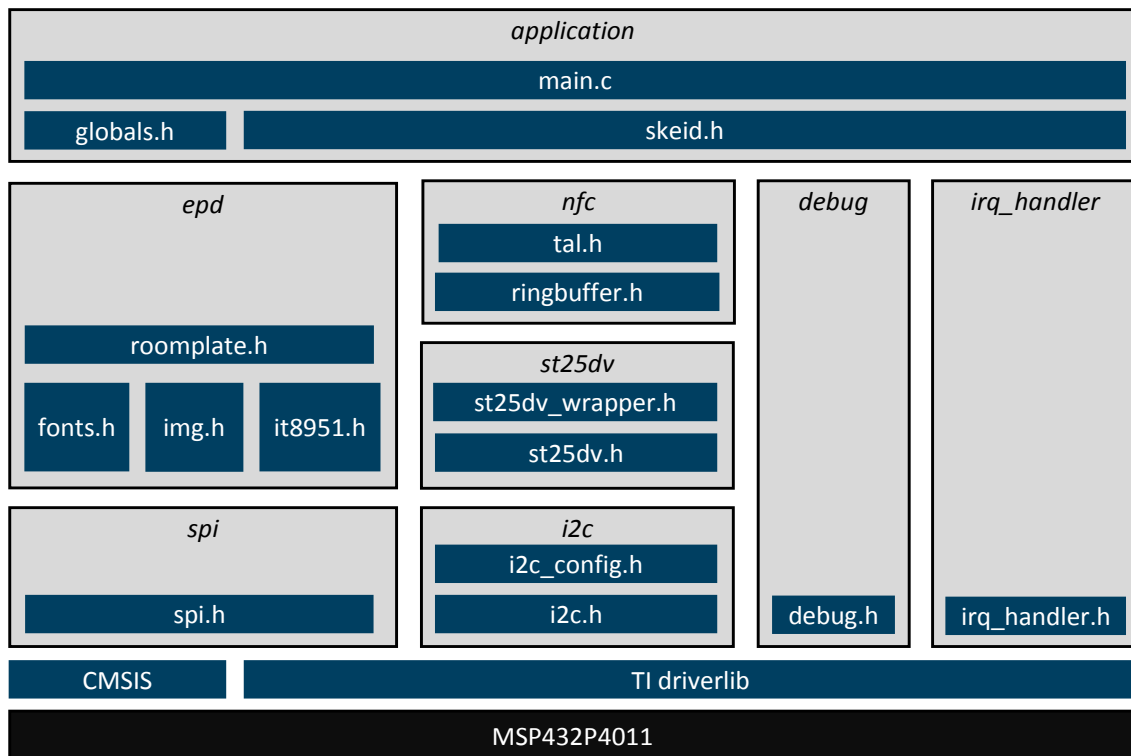 application
main.c
globals.h
skeid.h
epd
roomplate.h
fonts.h
img.h
it8951.h
nfc
tal.h
ringbuffer.h
st25dv
st25dv_wrapper.h
st25dv.h
debug
debug.h
irq_handler
irq_handler.h
spi
spi.h
i2c
i2c_config.h
i2c.h
CMSIS
TI driverlib
MSP432P4011